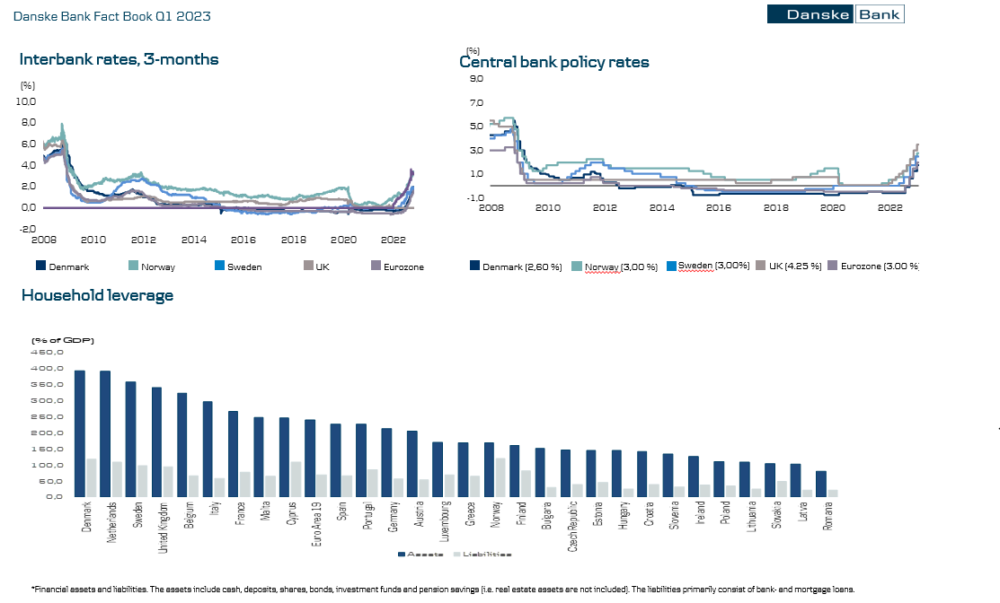 Danske Bank Fact Book Q1 2023
Danske Bank
Interbank rates, 3-months
(%)
10,0
8,0
6,0
4,0
2,0
0,0
-2,0
2008 2010 2012 2014 2016 2018 2020 2022
Denmark Norway Sweden UK Eurozone
(%)
Central bank policy rates
9,0
7,0
5,0
3,0
1,0
-1,0
2008 2010 2012 2014 2016 2018 2020 2022
Denmark (2,60 %) Norway (3,00 %) Sweden (3,00%) UK (4.25 %) Eurozone (3.00 %)
Household leverage
(% of GDP)
450,0
400,0
350,0
300,0
250,0
200,0
150,0
100,0
50,0
0,0
Denmark Netherlands Sweden United Kingdom Belgium Italy France Malta Cyprus Euro Area 19 Spain Portugal Germany Austria Luxembourg Greece Norway Finland Bulgaria Czech Republic Estonia Hungary Croatia Slovenia Ireland Poland Lithuania Slovakia Latvia Romania
Assets Liabilities
*Financial assets and liabilities. The assets include cash, deposits, shares, bonds, investment funds and pension savings (i.e. real estate assets are not included). The liabilities primarily consist of bank- and mortgage loans.